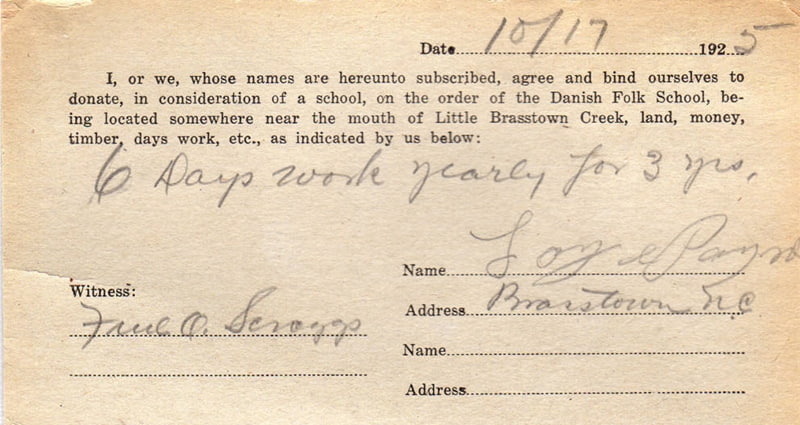 Date 10/17 1925
I, or we, whose names are hereunto subscribed, agree and bind ourselves to
donate, in consideration of a school, on the order of the Danish Folk School, be-
ing located somewhere near the mouth of Little Brasstown Creek, land, money,
timber, days work, etc., as indicated by us below:
6 Days work yearly for 3 yrs.
Name
Witness:
Address Brasstown N.C
O. Scroggs
Name
Address